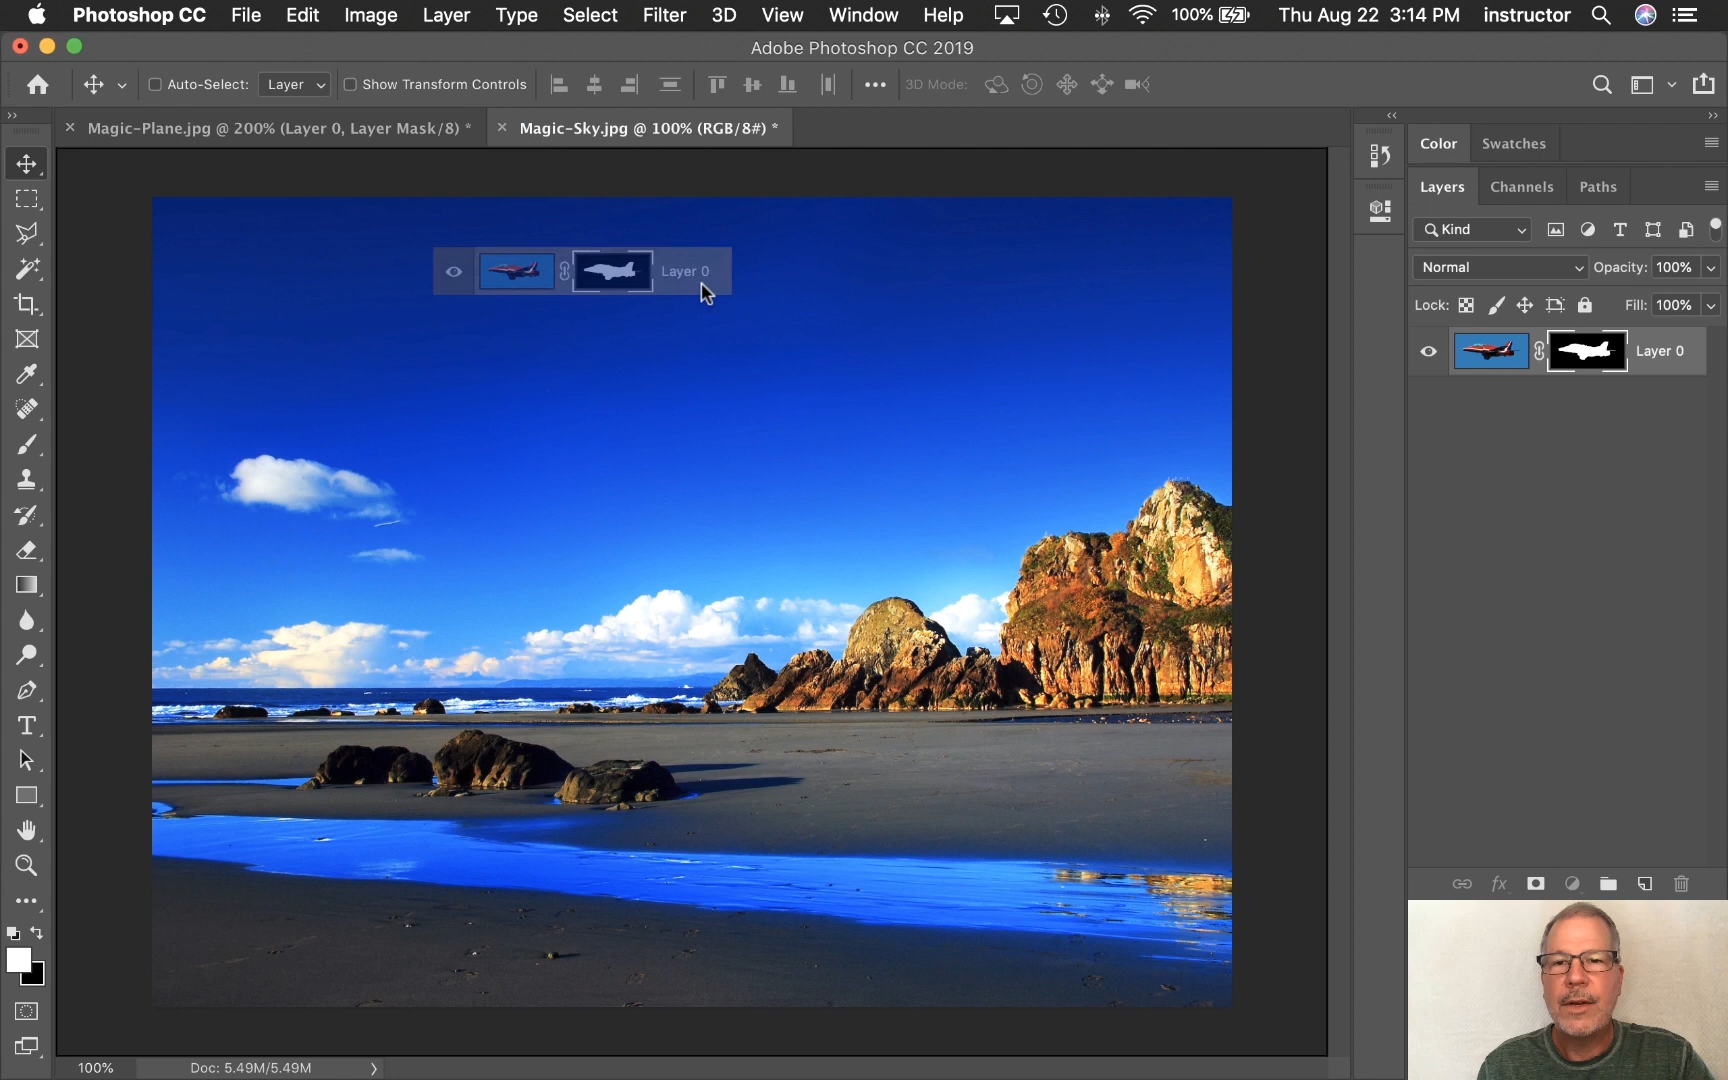 Photoshop CC File Edit Image Layer Type Select Filter 3D View Window Help 100% Thu Aug 22 3:14 PM instructor
Adobe Photoshop CC 2019
Auto-Select: Layer Show Transform Controls 3D Mode:
Magic-Plane.jpg @ 200% (Layer 0, Layer Mask/8) * Magic-Sky.jpg @ 100% (RGB/8#) *
Color Swatches
Layers Channels Paths
Kind
Normal Opacity: 100%
Lock: Fill: 100%
Layer 0
Layer 0
fx
100% Doc: 5.49M/5.49M